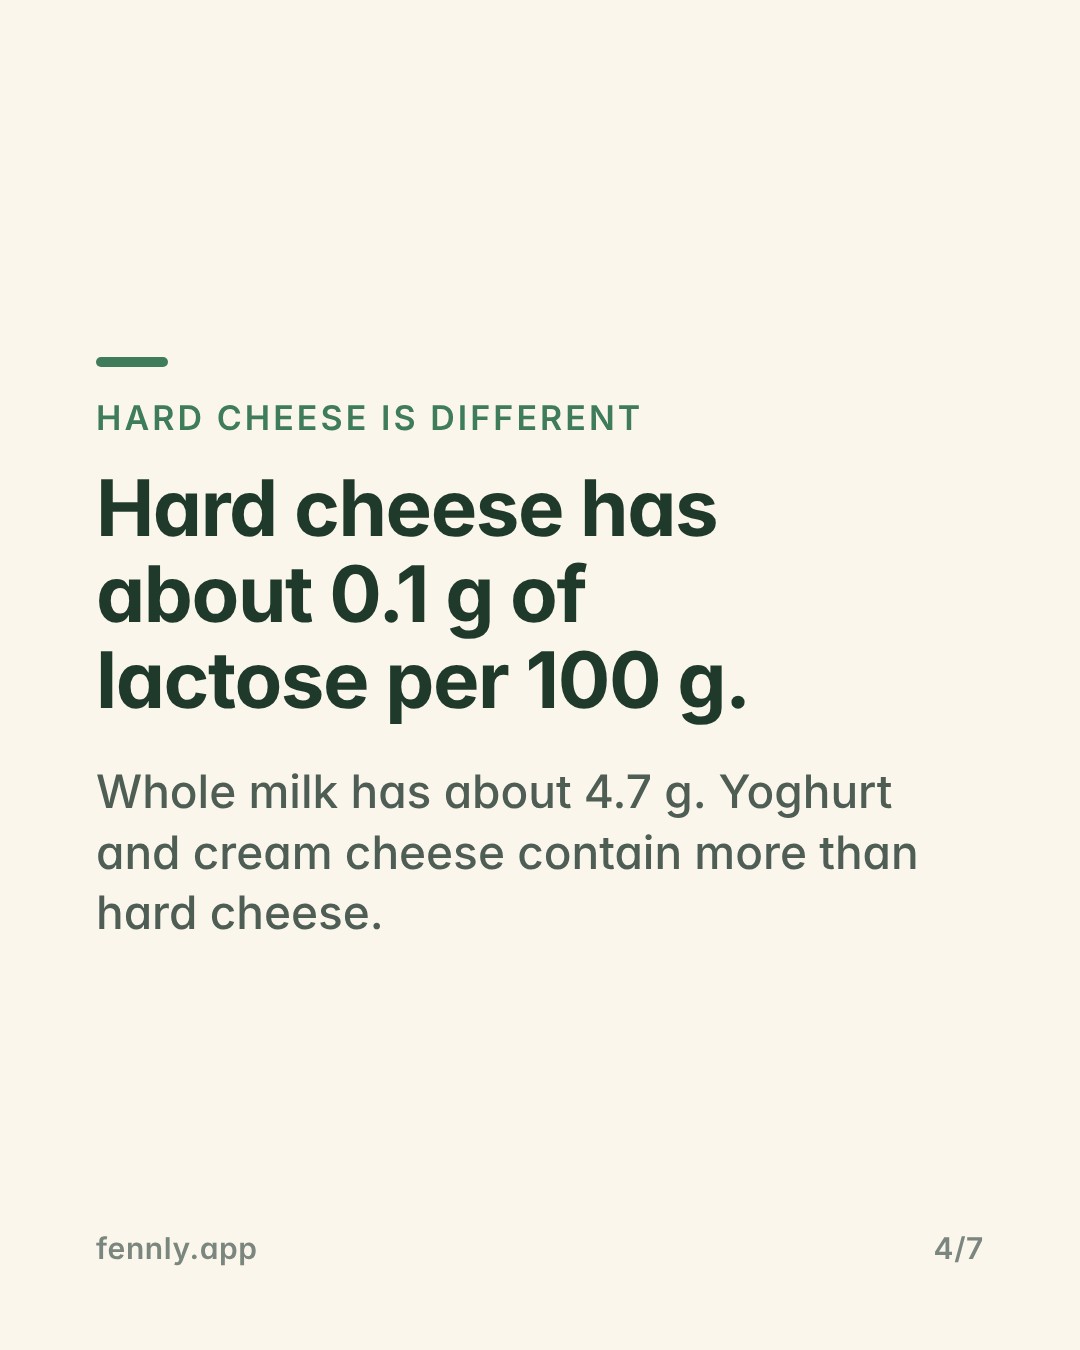 HARD CHEESE IS DIFFERENT
Hard cheese has
about 0.1 g of
lactose per 100 g.
Whole milk has about 4.7 g. Yoghurt
and cream cheese contain more than
hard cheese.
fennly.app
4/7